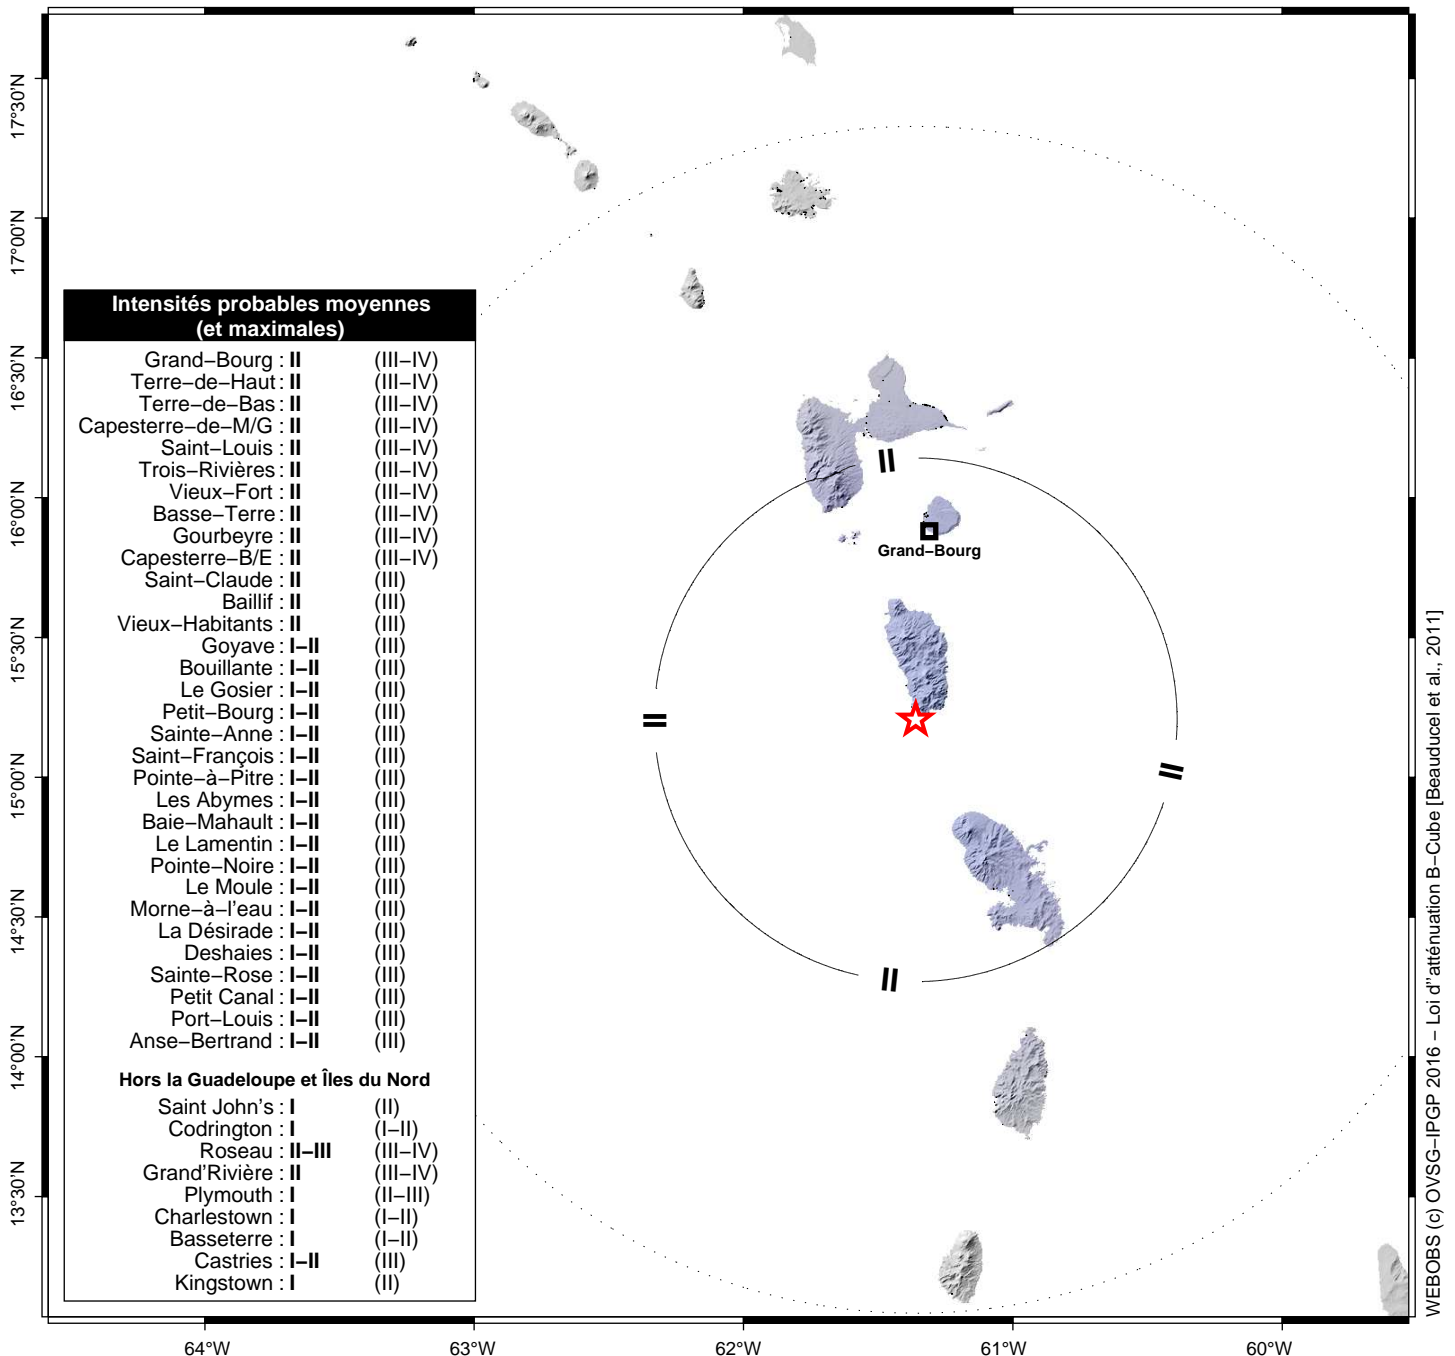 17°30'N
17°00'N
16°30'N
16°00'N
15°30'N
15°00'N
14°30'N
14°00'N
13°30'N
64°W
63°W
62°W
61°W
60°W
Intensités probables moyennes
(et maximales)
Grand–Bourg : II (III–IV)
Terre–de–Haut : II (III–IV)
Terre–de–Bas : II (III–IV)
Capesterre–de–M/G : II (III–IV)
Saint–Louis : II (III–IV)
Trois–Rivières : II (III–IV)
Vieux–Fort : II (III–IV)
Basse–Terre : II (III–IV)
Gourbeyre : II (III–IV)
Capesterre–B/E : II (III–IV)
Saint–Claude : II (III)
Baillif : II (III)
Vieux–Habitants : II (III)
Goyave : I–II (III)
Bouillante : I–II (III)
Le Gosier : I–II (III)
Petit–Bourg : I–II (III)
Sainte–Anne : I–II (III)
Saint–François : I–II (III)
Pointe–à–Pitre : I–II (III)
Les Abymes : I–II (III)
Baie–Mahault : I–II (III)
Le Lamentin : I–II (III)
Pointe–Noire : I–II (III)
Le Moule : I–II (III)
Morne–à–l'eau : I–II (III)
La Désirade : I–II (III)
Deshaies : I–II (III)
Sainte–Rose : I–II (III)
Petit Canal : I–II (III)
Port–Louis : I–II (III)
Anse–Bertrand : I–II (III)
Hors la Guadeloupe et Îles du Nord
Saint John's : I (II)
Codrington : I (I–II)
Roseau : II–III (III–IV)
Grand'Rivière : II (III–IV)
Plymouth : I (II–III)
Charlestown : I (I–II)
Basseterre : I (I–II)
Castries : I–II (III)
Kingstown : I (II)
II
Grand–Bourg
II
II
II
WEBOBS (c) OVSG–IPGP 2016 – Loi d''atténuation B–Cube [Beauducel et al., 2011]